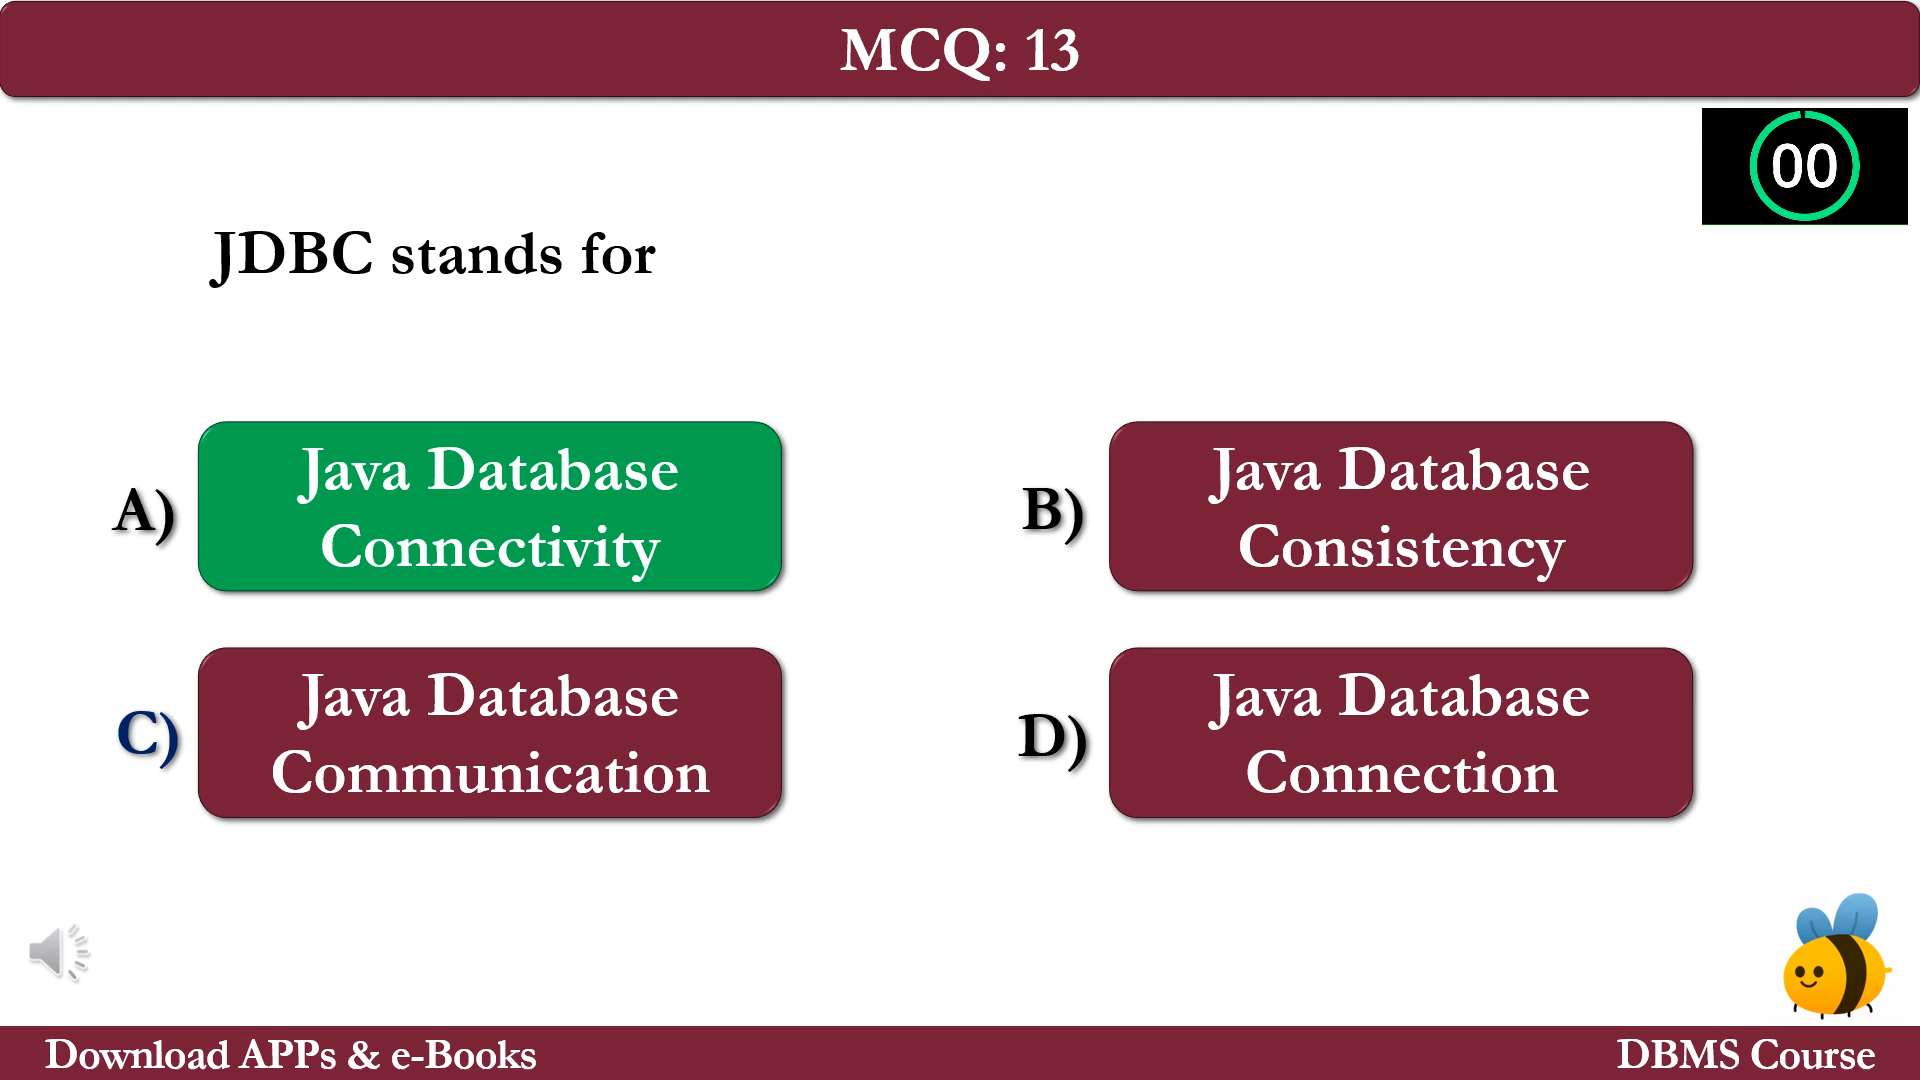 MCQ: 13
00
JDBC stands for
A)
Java Database
Connectivity
B)
Java Database
Consistency
C)
Java Database
Communication
D)
Java Database
Connection
Download APPs & e-Books
DBMS Course